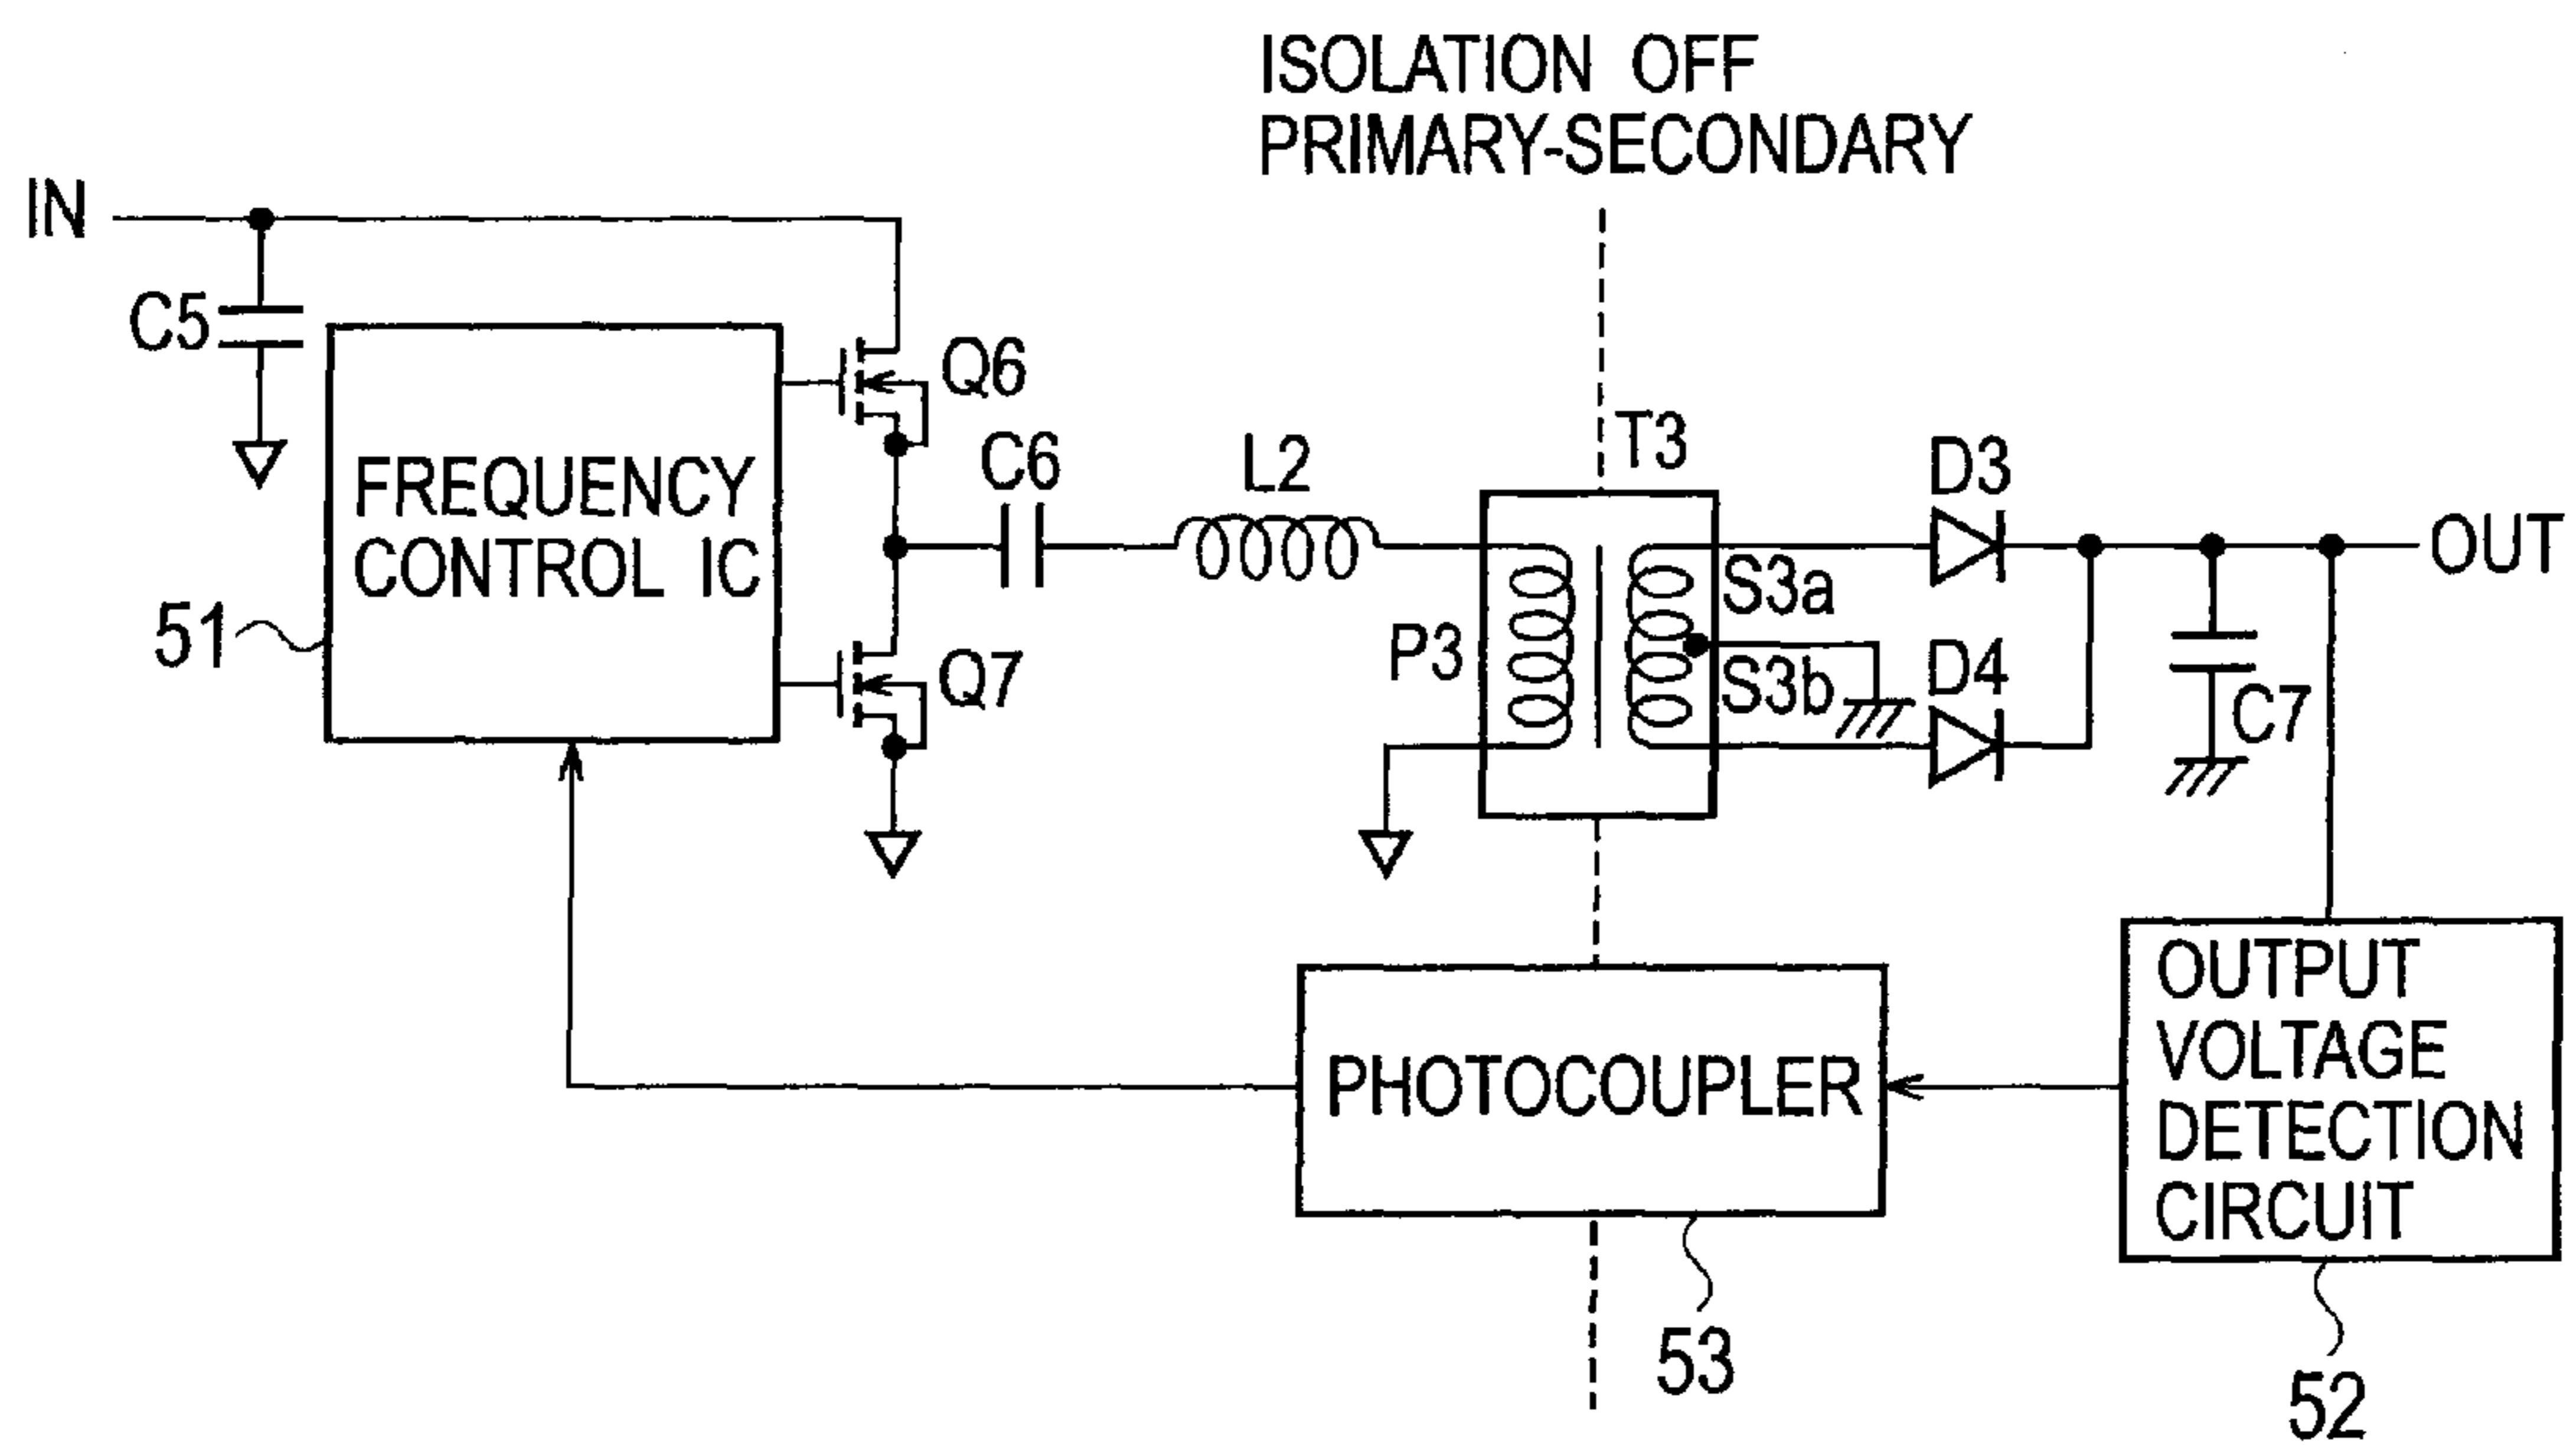 ISOLATION OFF
PRIMARY-SECONDARY
IN
C5
FREQUENCY
CONTROL IC
51
Q6
Q7
C6
L2
T3
P3
S3a
S3b
D3
D4
OUT
C7
PHOTOCOUPLER
53
OUTPUT
VOLTAGE
DETECTION
CIRCUIT
52